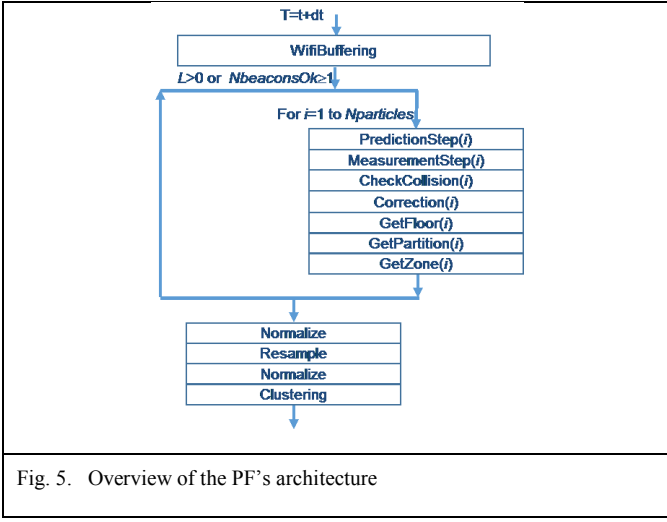 T=t+dt
WifiBuffering
L>0 or NbeaconsOk≥1
For i=1 to Nparticles
PredictionStep(i)
MeasurementStep(i)
CheckCollision(i)
Correction(i)
GetFloor(i)
GetPartition(i)
GetZone(i)
Normalize
Resample
Normalize
Clustering
Fig. 5. Overview of the PF's architecture